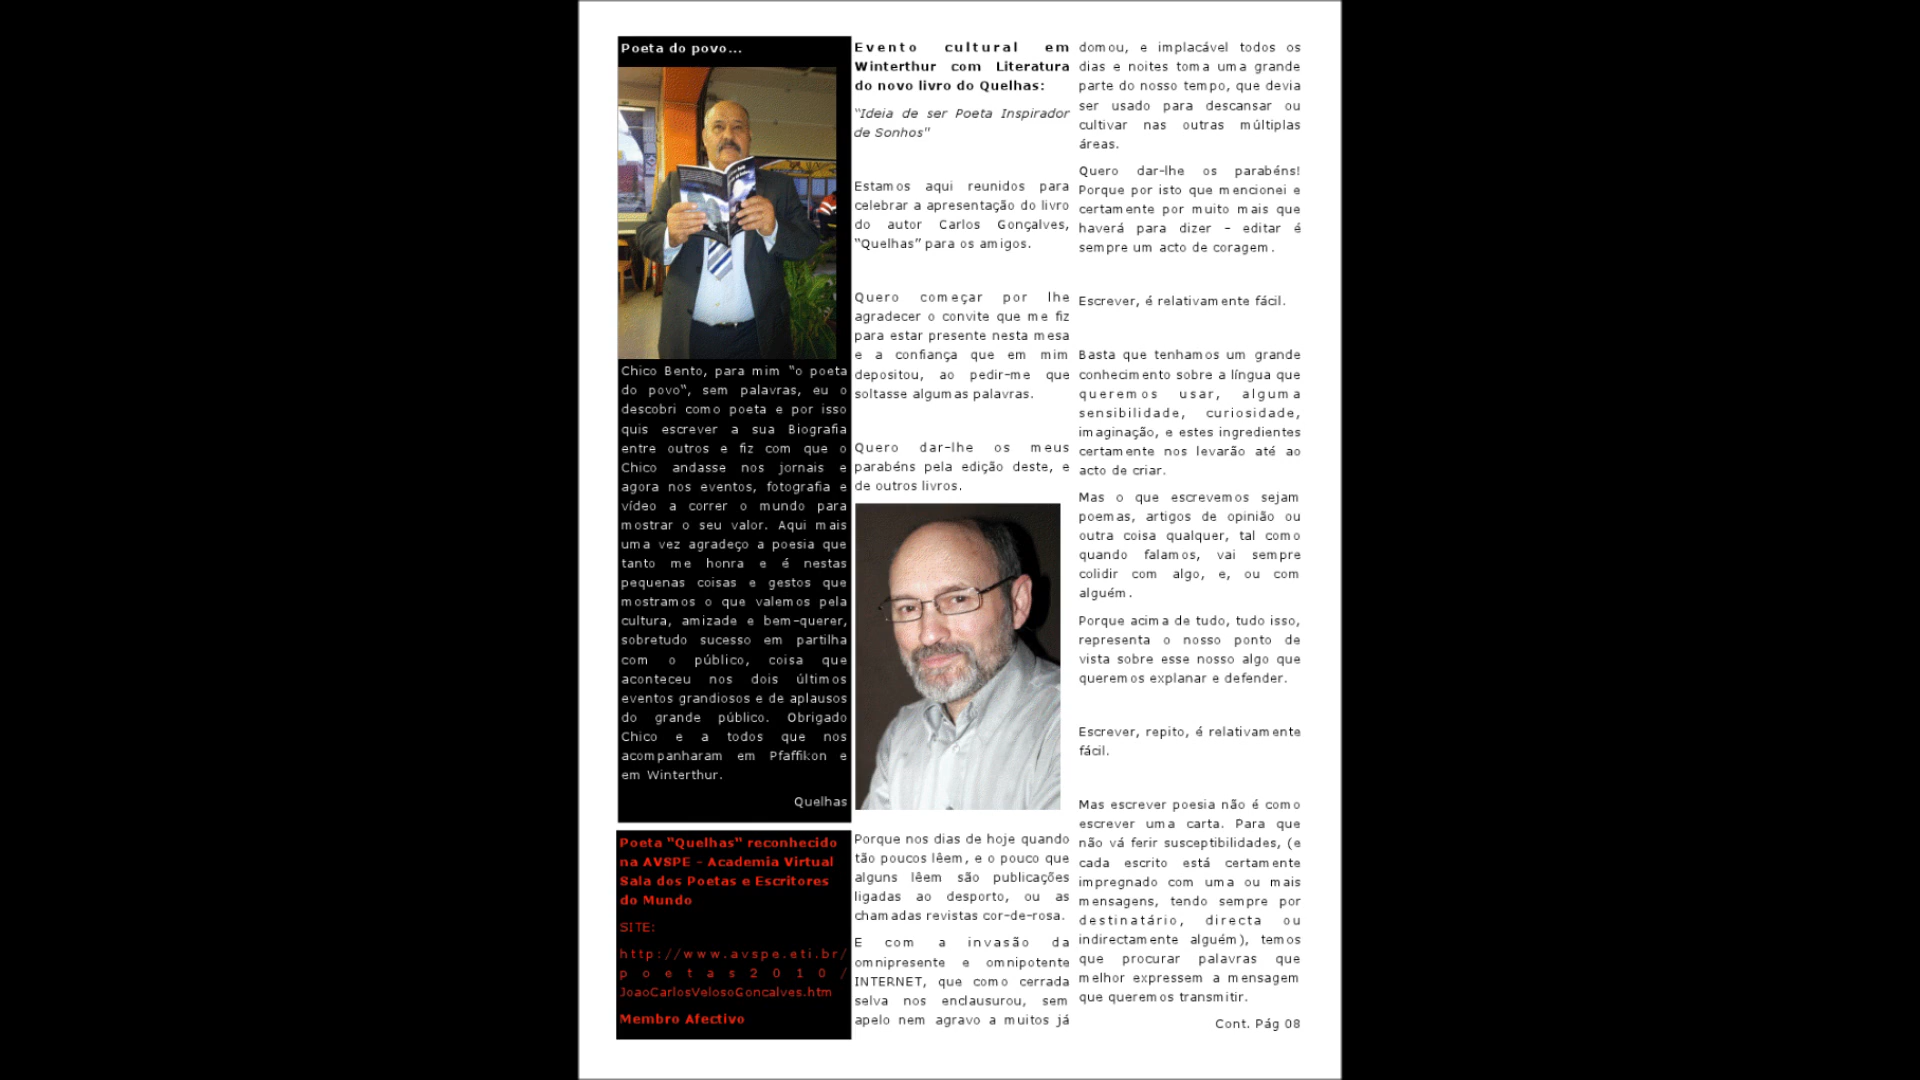 Poeta do povo...
Chico Bento, para mim “o poeta
do povo“, sem palavras, eu o
descobri como poeta e por isso
quis escrever a sua Biografia
entre outros e fiz com que o
Chico andasse nos jornais e
agora nos eventos, fotografia e
vídeo a correr o mundo para
mostrar o seu valor. Aqui mais
uma vez agradeço a poesia que
tanto me honra e é nestas
pequenas coisas e gestos que
mostramos o que valemos pela
cultura, amizade e bem-querer,
sobretudo sucesso em partilha
com o público, coisa que
aconteceu nos dois últimos
eventos grandiosos e de aplausos
do grande público. Obrigado
Chico e a todos que nos
acompanharam em Pfaffikon e
em Winterthur.
Quelhas
Poeta “Quelhas“ reconhecido
na AVSPE - Academia Virtual
Sala dos Poetas e Escritores
do Mundo
SITE:
http://www.avspe.eti.br/
poetas2010/
JoaoCarlosVelosoGoncalves.htm
Membro Afectivo
Evento cultural em
Winterthur com Literatura
do novo livro do Quelhas:
“Ideia de ser Poeta Inspirador
de Sonhos”
Estamos aqui reunidos para
celebrar a apresentação do livro
do autor Carlos Gonçalves,
“Quelhas” para os amigos.
Quero começar por lhe
agradecer o convite que me fiz
para estar presente nesta mesa
e a confiança que em mim
depositou, ao pedir-me que
soltasse algumas palavras.
Quero dar-lhe os meus
parabéns pela edição deste, e
de outros livros.
Porque nos dias de hoje quando
tão poucos lêem, e o pouco que
alguns lêem são publicações
ligadas ao desporto, ou as
chamadas revistas cor-de-rosa.
E com a invasão da
omnipresente e omnipotente
INTERNET, que como cerrada
selva nos enclausurou, sem
apelo nem agravo a muitos já
domou, e implacável todos os
dias e noites toma uma grande
parte do nosso tempo, que devia
ser usado para descansar ou
cultivar nas outras múltiplas
áreas.
Quero dar-lhe os parabéns!
Porque por isto que mencionei e
certamente por muito mais que
haverá para dizer - editar é
sempre um acto de coragem.
Escrever, é relativamente fácil.
Basta que tenhamos um grande
conhecimento sobre a língua que
queremos usar, alguma
sensibilidade, curiosidade,
imaginação, e estes ingredientes
certamente nos levarão até ao
acto de criar.
Mas o que escrevemos sejam
poemas, artigos de opinião ou
outra coisa qualquer, tal como
quando falamos, vai sempre
colidir com algo, e, ou com
alguém.
Porque acima de tudo, tudo isso,
representa o nosso ponto de
vista sobre esse nosso algo que
queremos explanar e defender.
Escrever, repito, é relativamente
fácil.
Mas escrever poesia não é como
escrever uma carta. Para que
não vá ferir susceptibilidades, (e
cada escrito está certamente
impregnado com uma ou mais
mensagens, tendo sempre por
destinatário, directa ou
indirectamente alguém), temos
que procurar palavras que
melhor expressem a mensagem
que queremos transmitir.
Cont. Pág 08